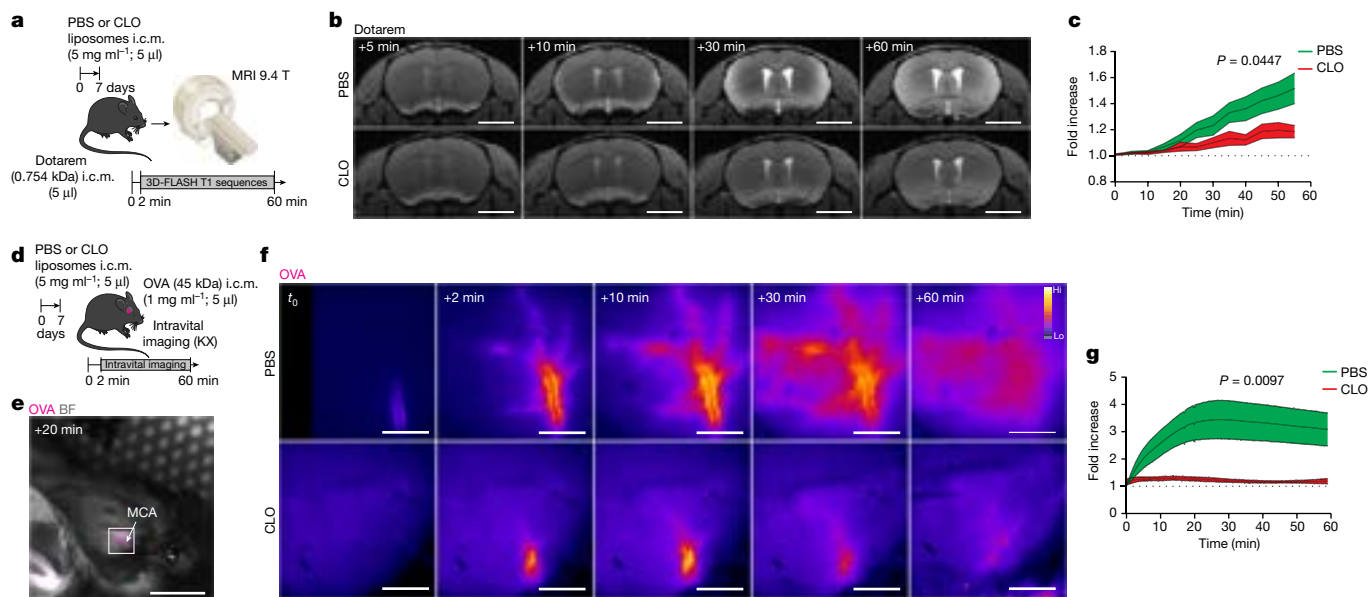 a
PBS or CLO
liposomes i.c.m.
(5 mg ml⁻¹; 5 µl)
0 7 days
MRI 9.4 T
Dotarem
(0.754 kDa) i.c.m.
(5 µl)
3D-FLASH T1 sequences
0 2 min
60 min
b
Dotarem
+5 min
+10 min
+30 min
+60 min
PBS
CLO
c
1.8
1.6
1.4
1.2
1.0
0.8
Fold increase
P = 0.0447
PBS
CLO
0 10 20 30 40 50 60
Time (min)
d
PBS or CLO
liposomes i.c.m.
(5 mg ml⁻¹; 5 µl)
OVA (45 kDa) i.c.m.
(1 mg ml⁻¹; 5 µl)
0 7
days
Intravital
imaging (KX)
Intravital imaging
0 2 min
60 min
e
OVA BF
+20 min
MCA
f
OVA
t₀
+2 min
+10 min
+30 min
+60 min
Hi
Lo
PBS
CLO
g
5
4
3
2
1
0
Fold increase
P = 0.0097
PBS
CLO
0 10 20 30 40 50 60
Time (min)